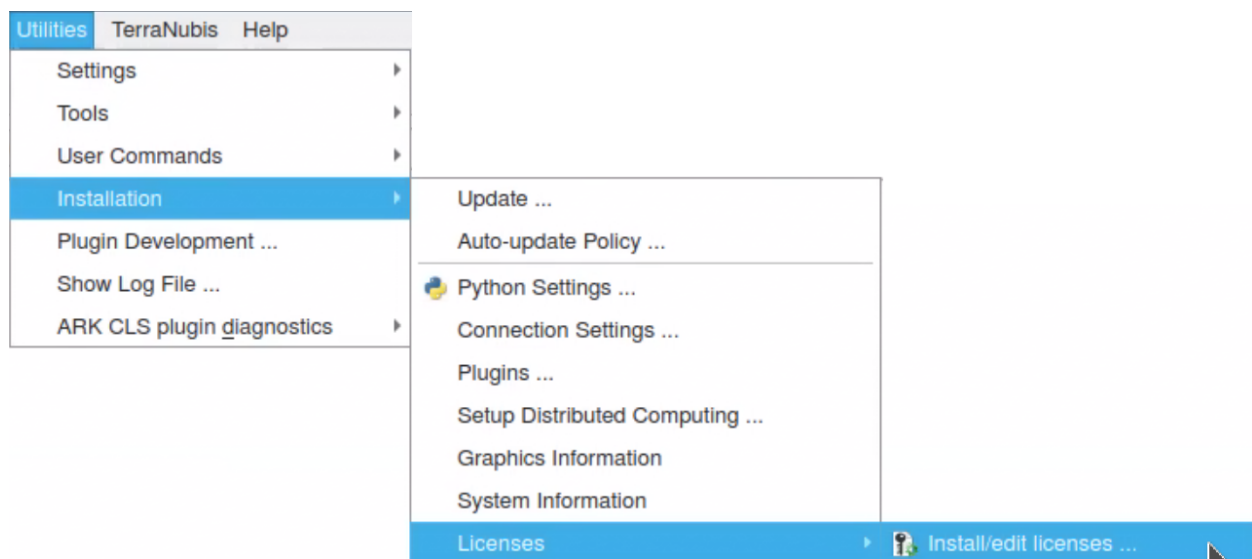 Utilities TerraNubis Help
Settings
Tools
User Commands
Installation
Plugin Development ...
Show Log File ...
ARK CLS plugin diagnostics
Update ...
Auto-update Policy ...
Python Settings ...
Connection Settings ...
Plugins ...
Setup Distributed Computing ...
Graphics Information
System Information
Licenses
Install/edit licenses ...